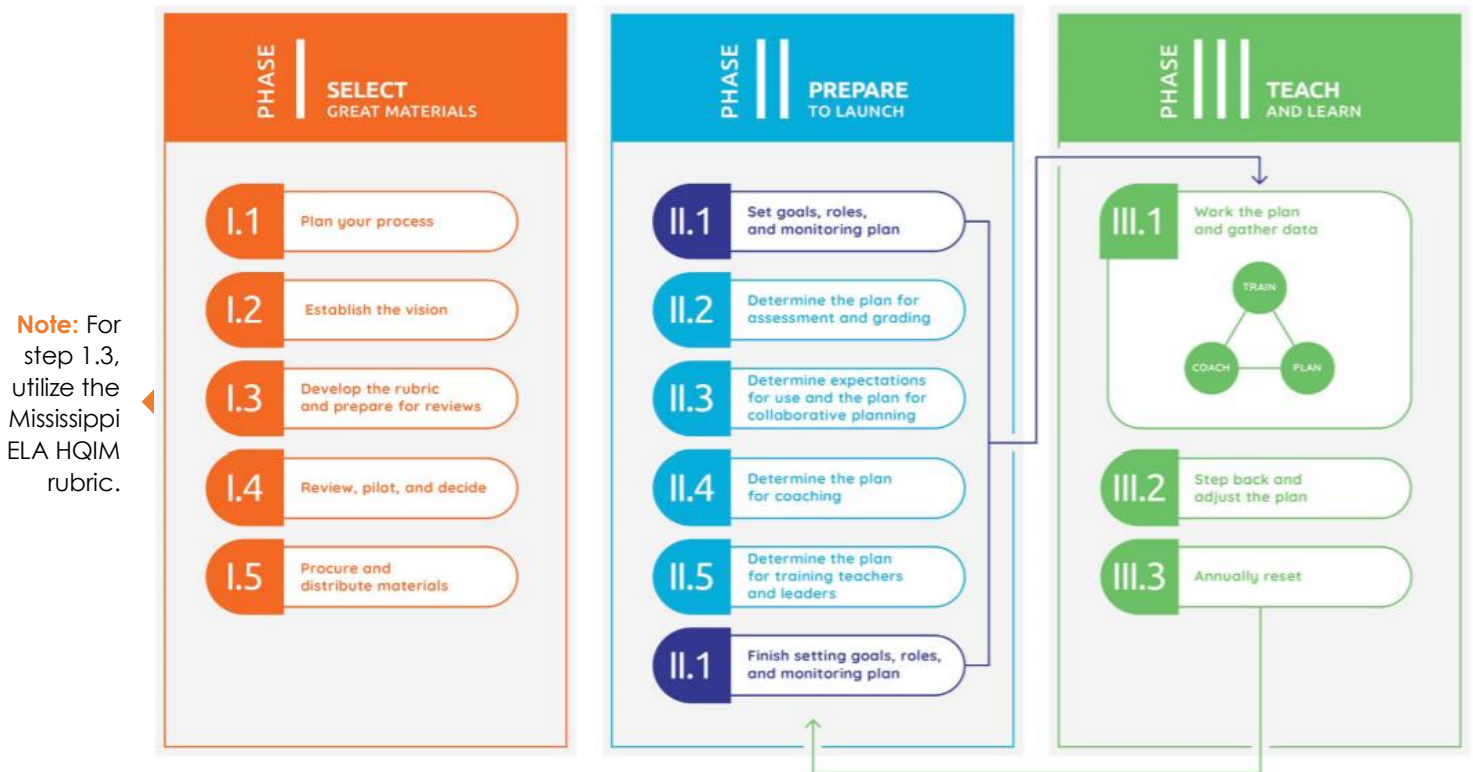 PHASE I
SELECT
GREAT MATERIALS
I.1
Plan your process
I.2
Establish the vision
I.3
Develop the rubric
and prepare for reviews
I.4
Review, pilot, and decide
I.5
Procure and
distribute materials
Note: For
step 1.3,
utilize the
Mississippi
ELA HQIM
rubric.
PHASE II
PREPARE
TO LAUNCH
II.1
Set goals, roles,
and monitoring plan
II.2
Determine the plan for
assessment and grading
II.3
Determine expectations
for use and the plan for
collaborative planning
II.4
Determine the plan
for coaching
II.5
Determine the plan
for training teachers
and leaders
II.1
Finish setting goals, roles,
and monitoring plan
PHASE III
TEACH
AND LEARN
III.1
Work the plan
and gather data
TRAIN
COACH
PLAN
III.2
Step back and
adjust the plan
III.3
Annually reset